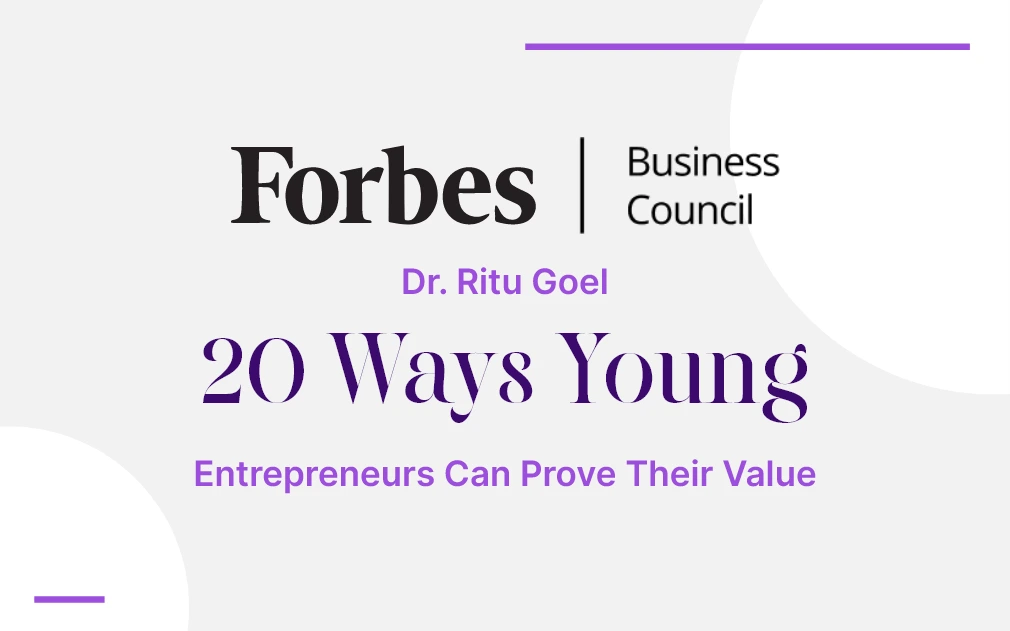 Forbes | Business Council
Dr. Ritu Goel
20 Ways Young
Entrepreneurs Can Prove Their Value